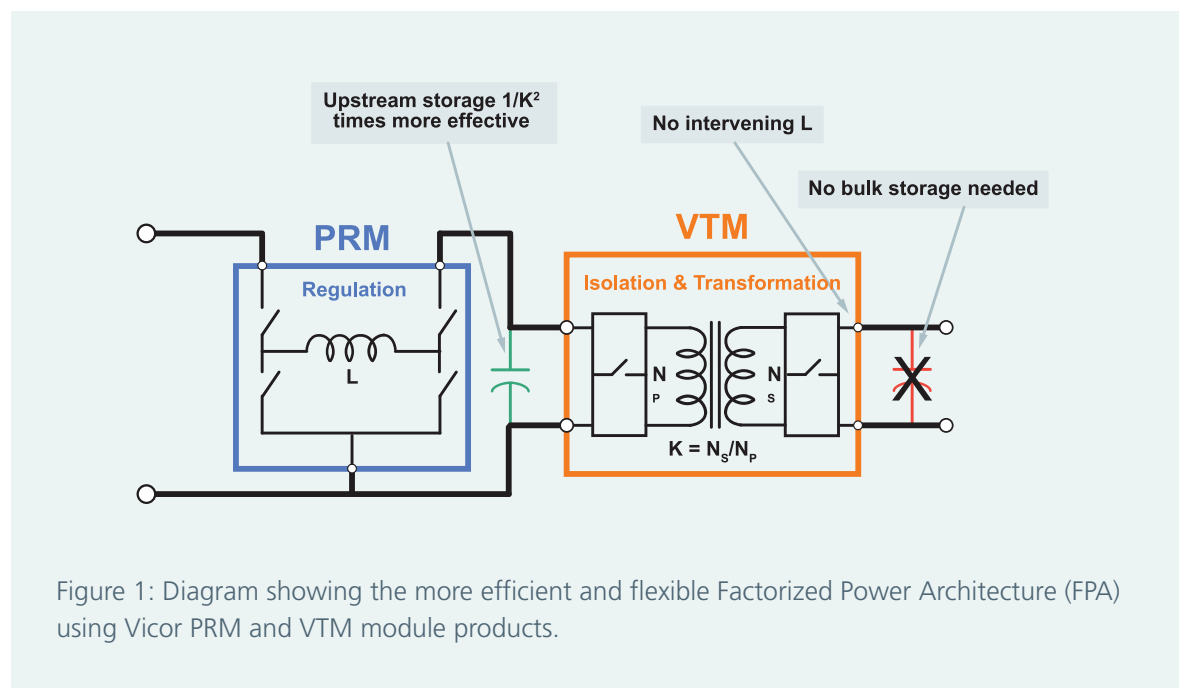 Upstream storage 1/K²
times more effective
No intervening L
No bulk storage needed
PRM
VTM
Regulation
Isolation & Transformation
L
N
P
N
S
K = NS/NP
X
Figure 1: Diagram showing the more efficient and flexible Factorized Power Architecture (FPA)
using Vicor PRM and VTM module products.